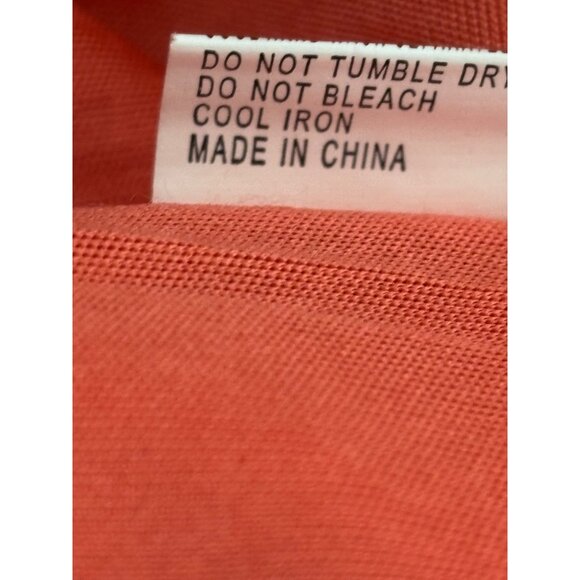 DO NOT TUMBLE DRY
DO NOT BLEACH
COOL IRON
MADE IN CHINA